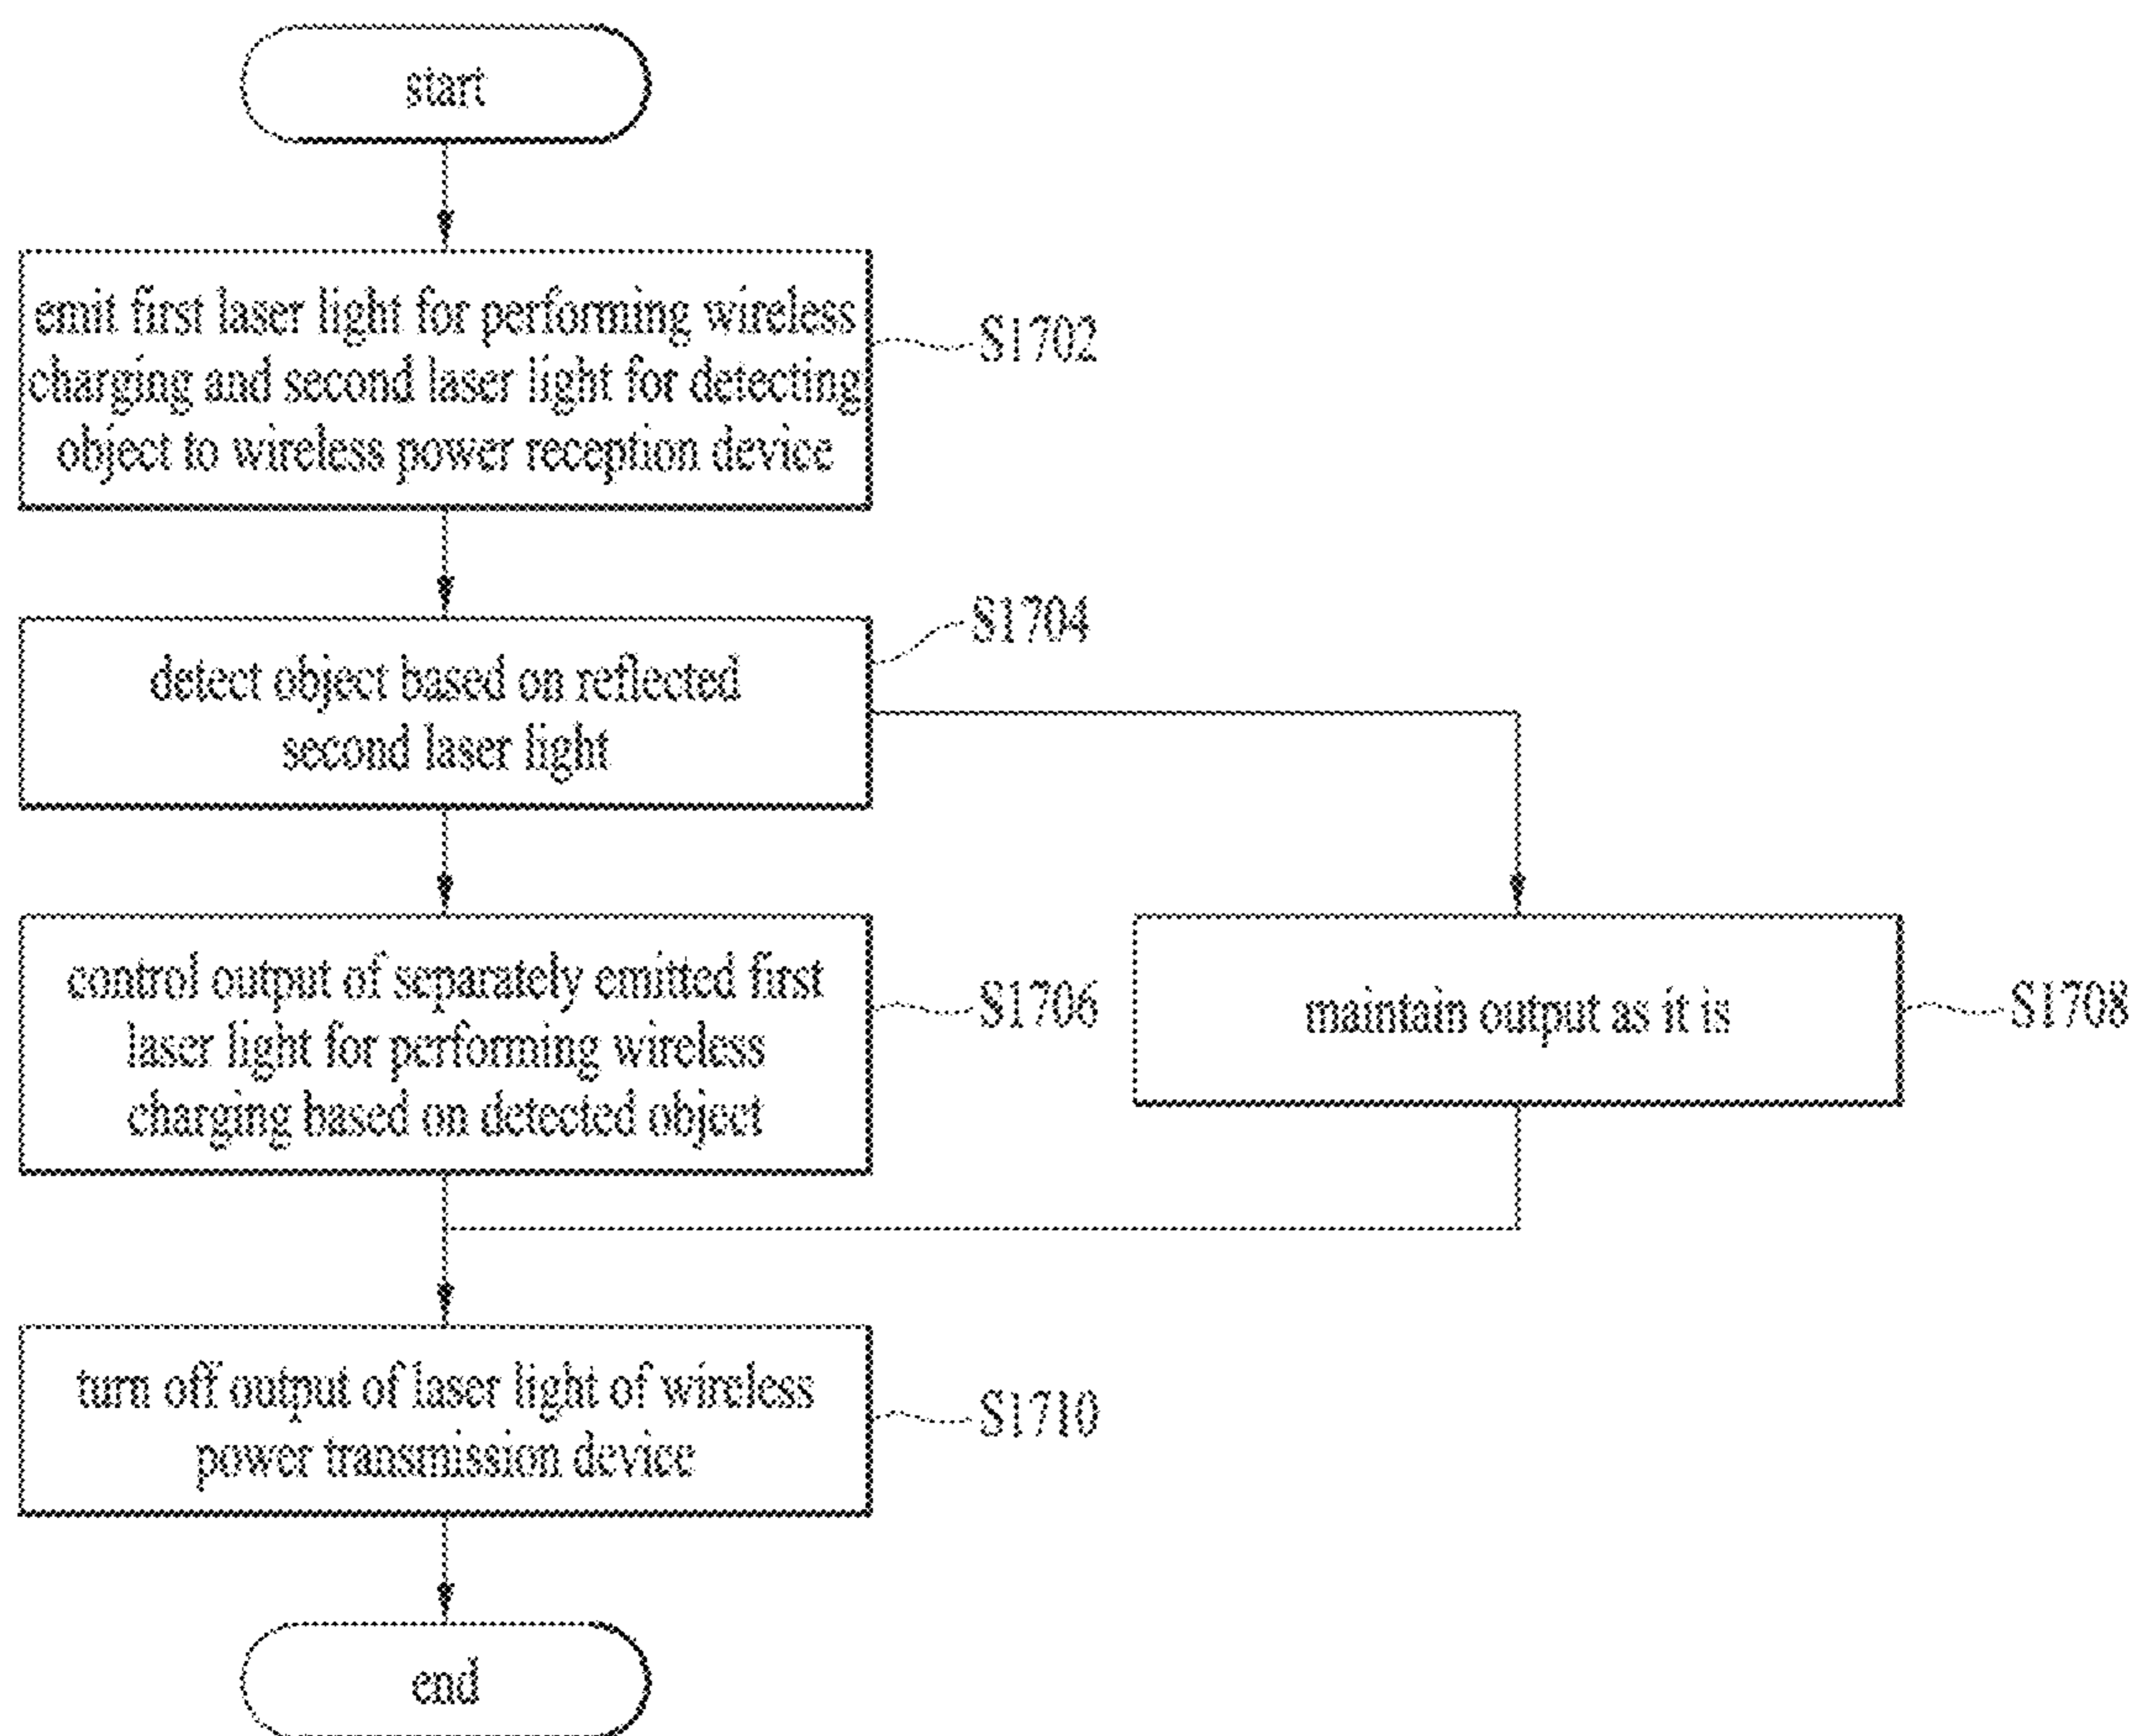 start
emit first laser light for performing wireless
charging and second laser light for detecting
object to wireless power reception device
S1702
S1704
detect object based on reflected
second laser light
control output of separately emitted first
laser light for performing wireless
charging based on detected object
S1706
maintain output as it is
S1708
turn off output of laser light of wireless
power transmission device
S1710
end